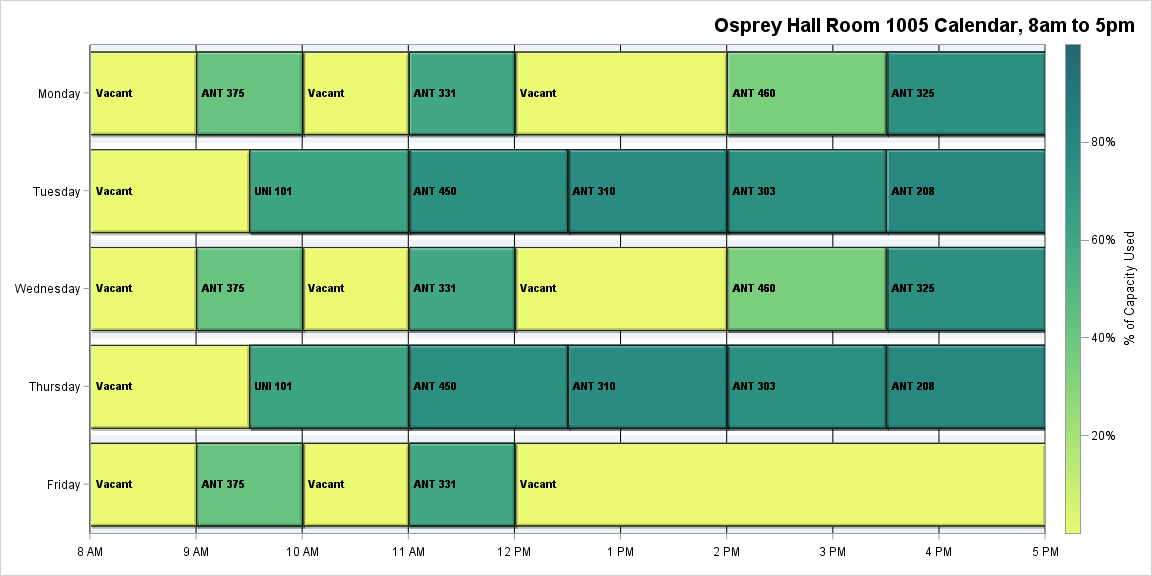 Osprey Hall Room 1005 Calendar, 8am to 5pm
Monday
Vacant
ANT 375
Vacant
ANT 331
Vacant
ANT 460
ANT 325
Tuesday
Vacant
UNI 101
ANT 450
ANT 310
ANT 303
ANT 208
Wednesday
Vacant
ANT 375
Vacant
ANT 331
Vacant
ANT 460
ANT 325
Thursday
Vacant
UNI 101
ANT 450
ANT 310
ANT 303
ANT 208
Friday
Vacant
ANT 375
Vacant
ANT 331
Vacant
8 AM
9 AM
10 AM
11 AM
12 PM
1 PM
2 PM
3 PM
4 PM
5 PM
80%
60%
40%
20%
% of Capacity Used